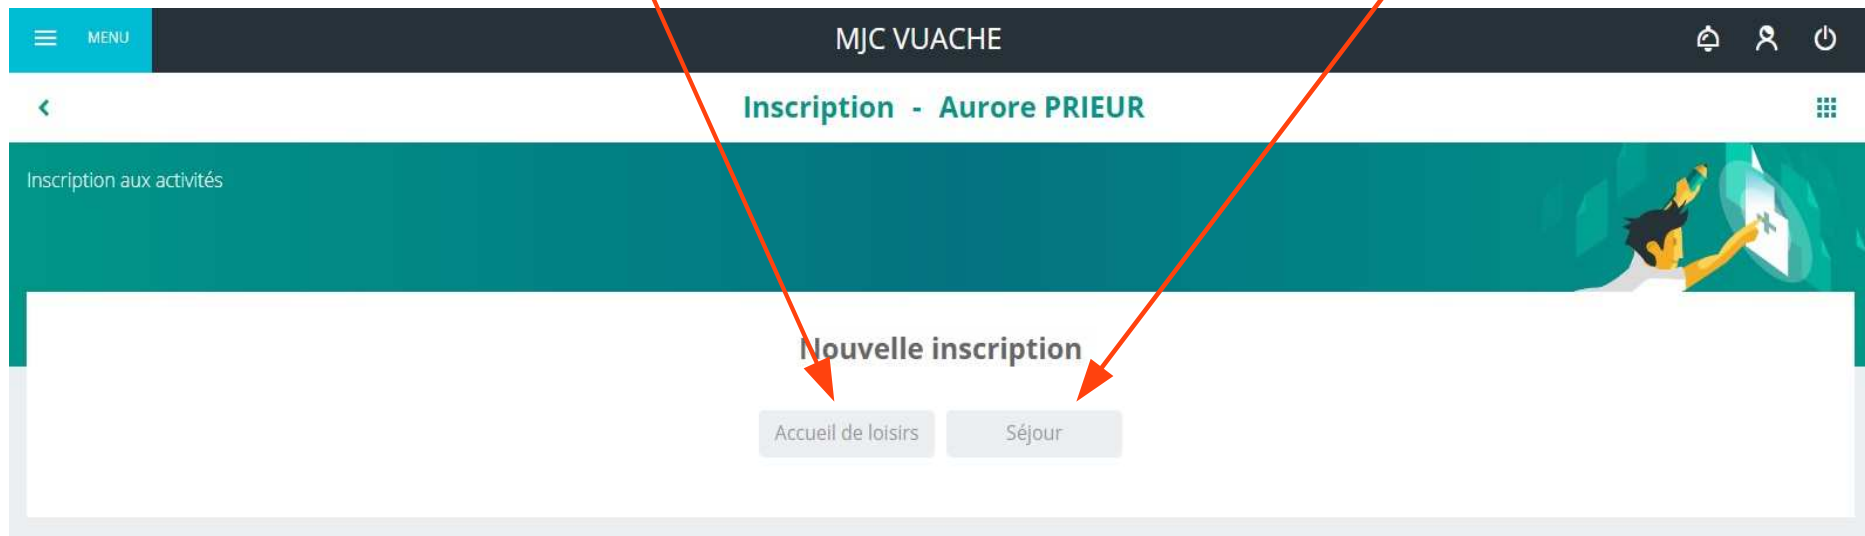 MENU
MJC VUACHE
Inscription - Aurore PRIEUR
Inscription aux activités
Nouvelle inscription
Accueil de loisirs
Séjour